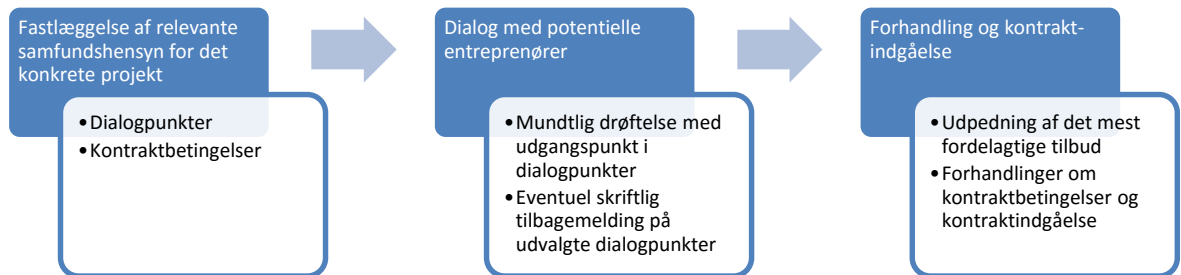 Fastlæggelse af relevante
samfundshensyn for det
konkrete projekt
•Dialogpunkter
•Kontraktbetingelser
Dialog med potentielle
entreprenører
•Mundtlig drøftelse med
udgangspunkt i
dialogpunkter
•Eventuel skriftlig
tilbagemelding på
udvalgte dialogpunkter
Forhandling og kontrakt-
indgåelse
•Udpedning af det mest
fordelagtige tilbud
•Forhandlinger om
kontraktbetingelser og
kontraktindgåelse